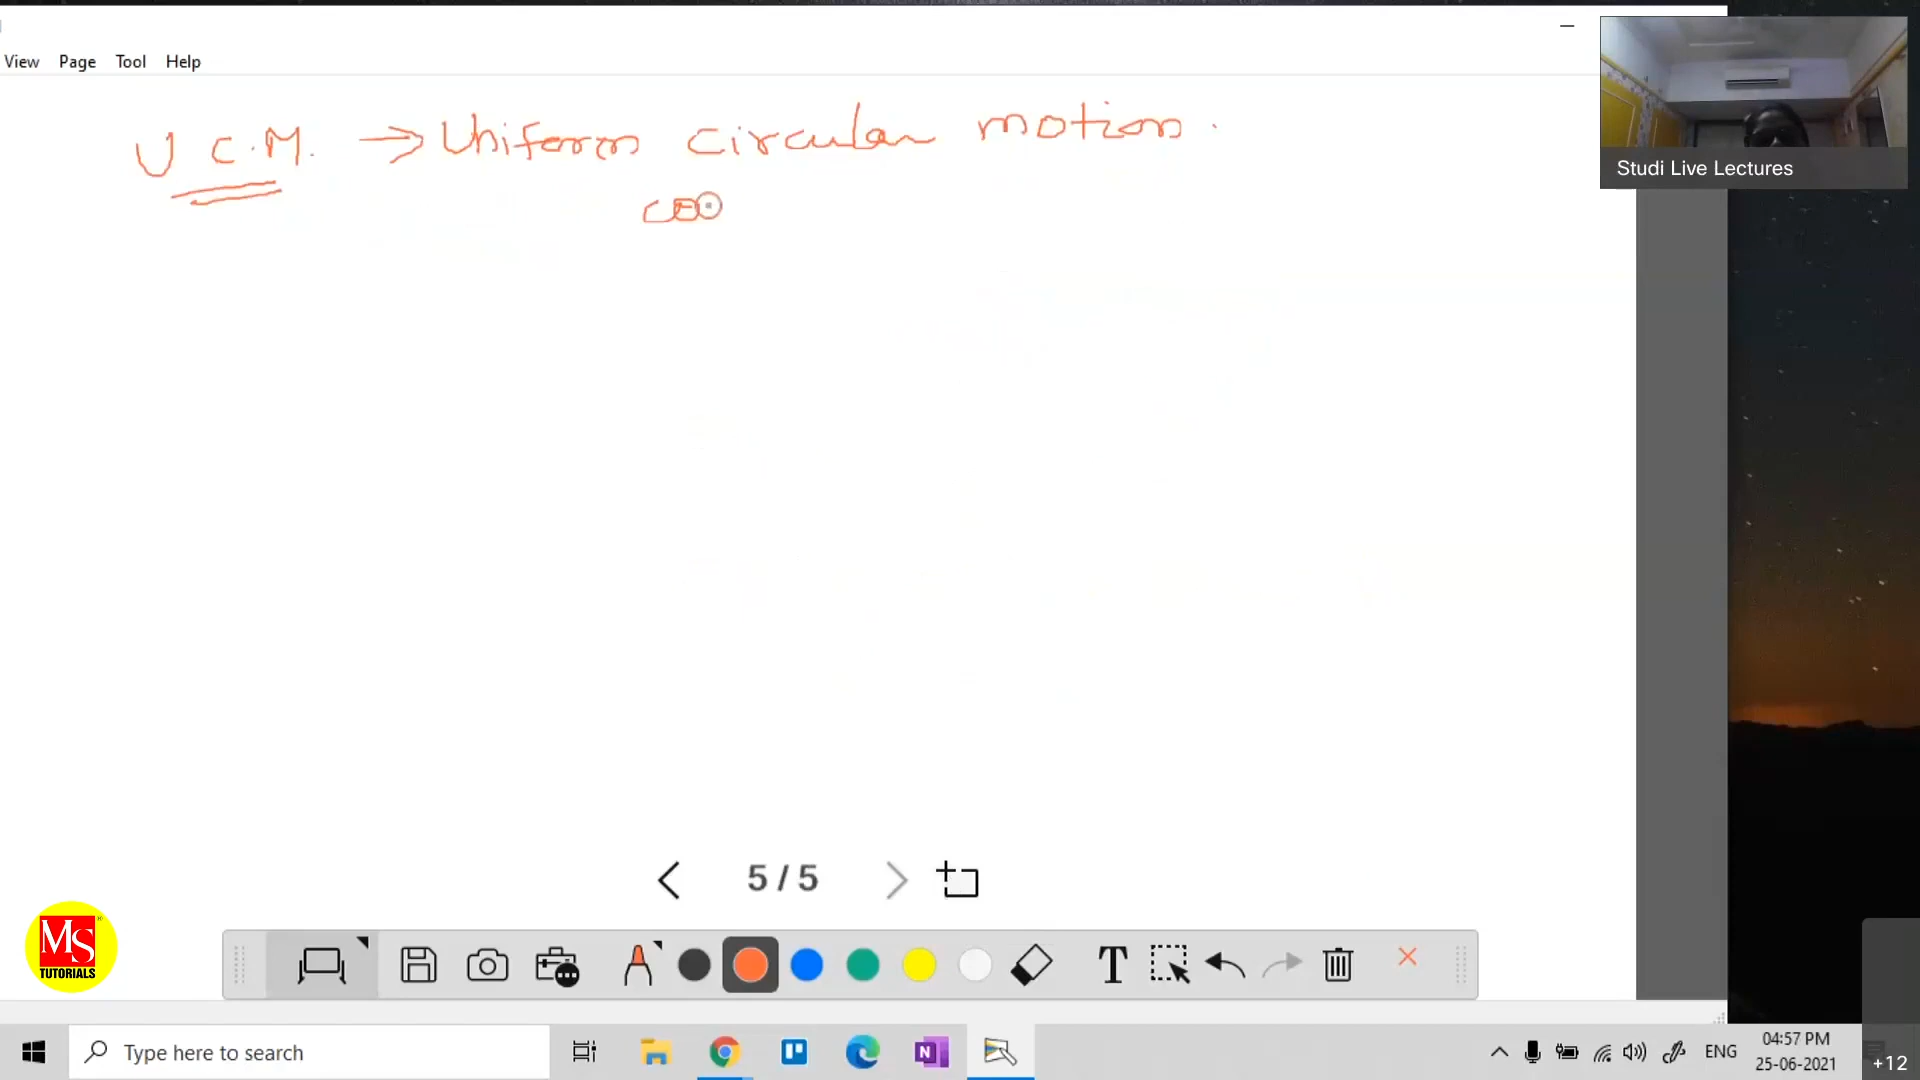 View Page Tool Help
U C.M. → Uniform circular motion.
Studi Live Lectures
5 / 5
MS
TUTORIALS
T
Type here to search
N
ENG
04:57 PM
25-06-2021
+12